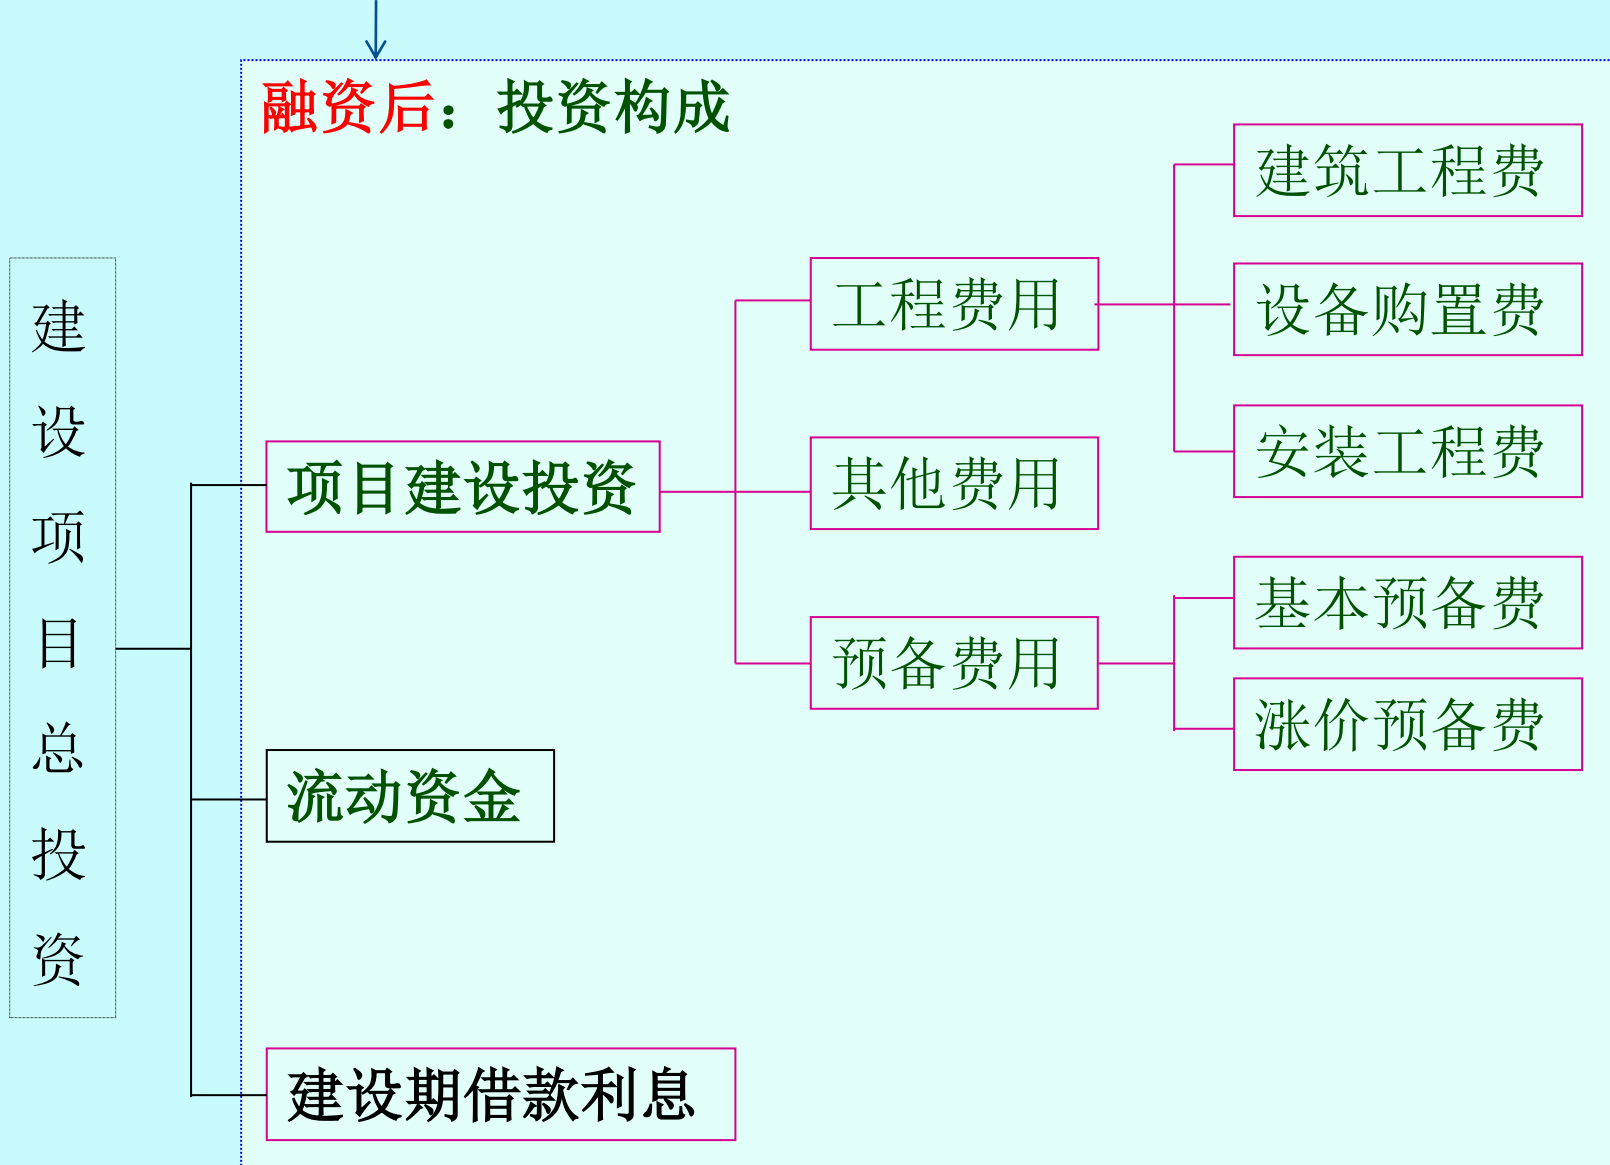 融资后：投资构成
建设项目总投资
项目建设投资
工程费用
建筑工程费
设备购置费
安装工程费
其他费用
预备费用
基本预备费
涨价预备费
流动资金
建设期借款利息